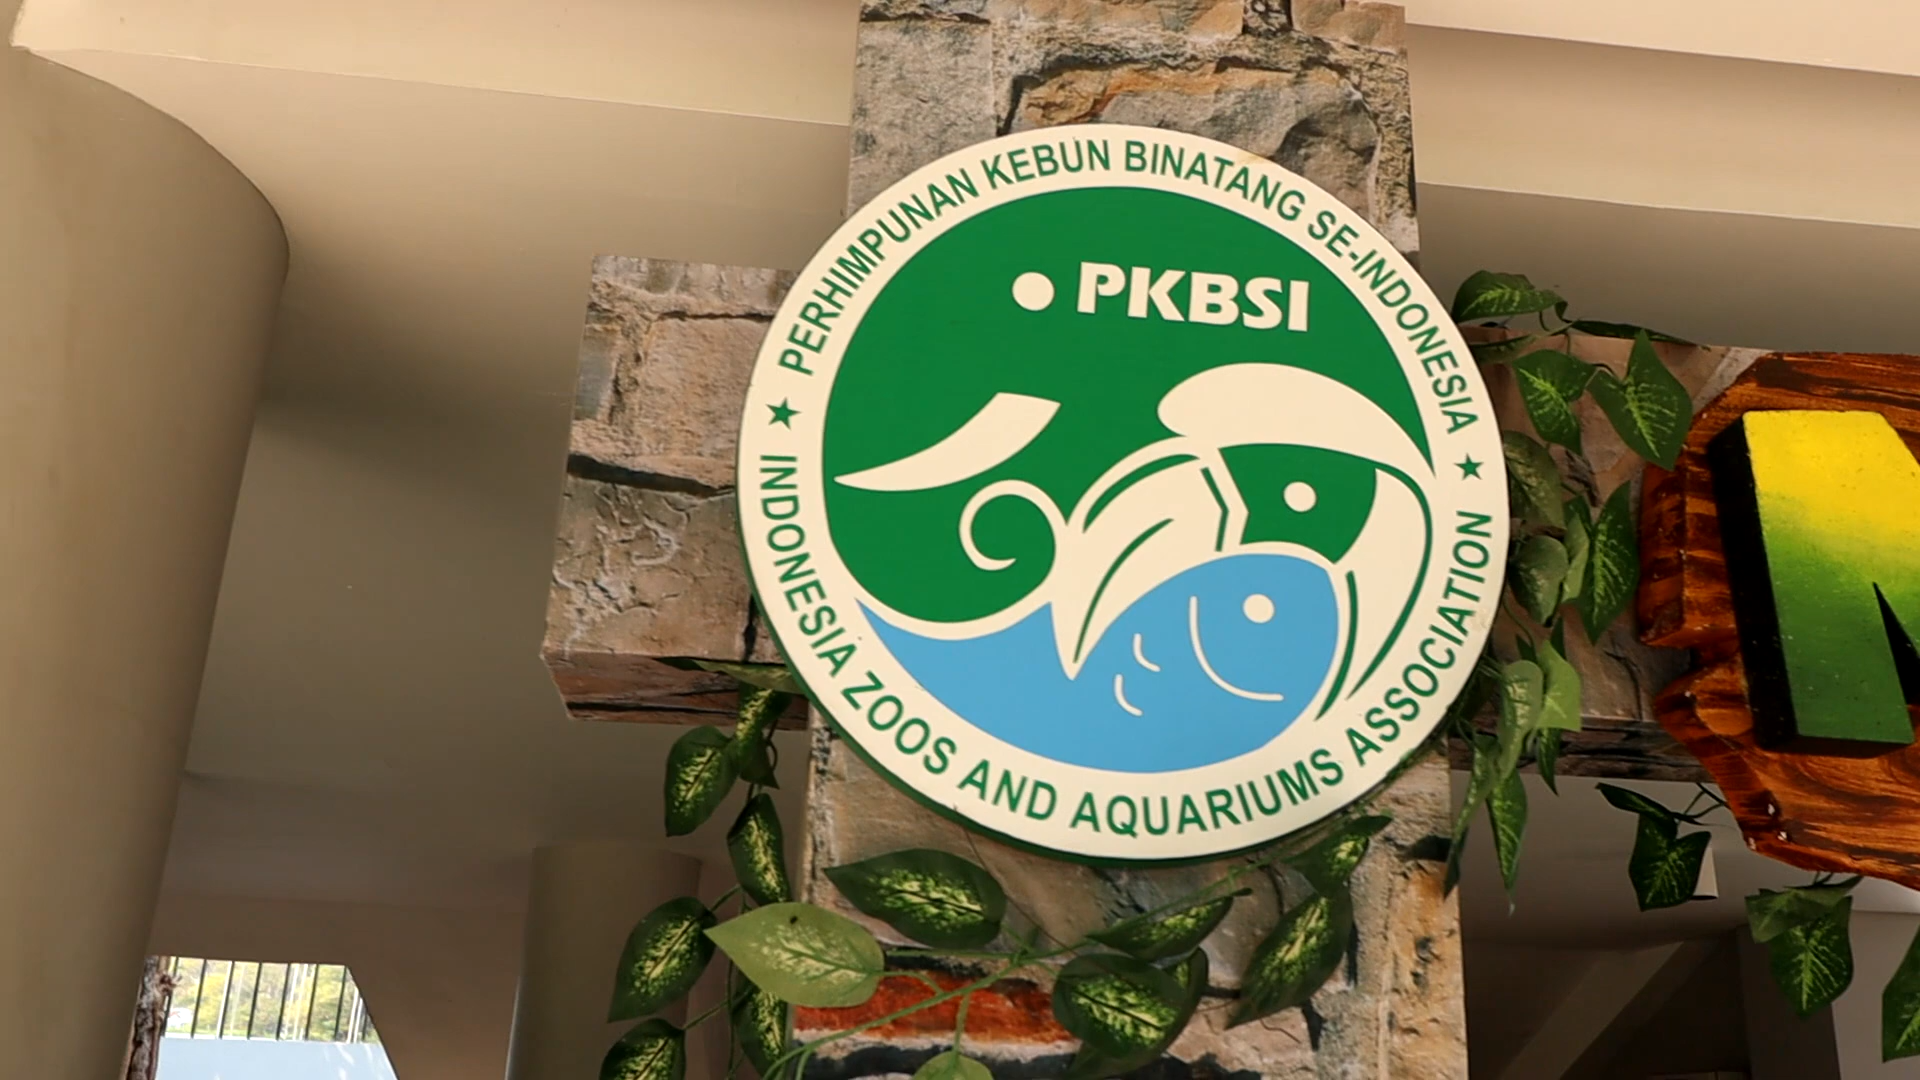 PERHIMPUNAN KEBUN BINATANG SE-INDONESIA
PKBSI
INDONESIA ZOOS AND AQUARIUMS ASSOCIATION